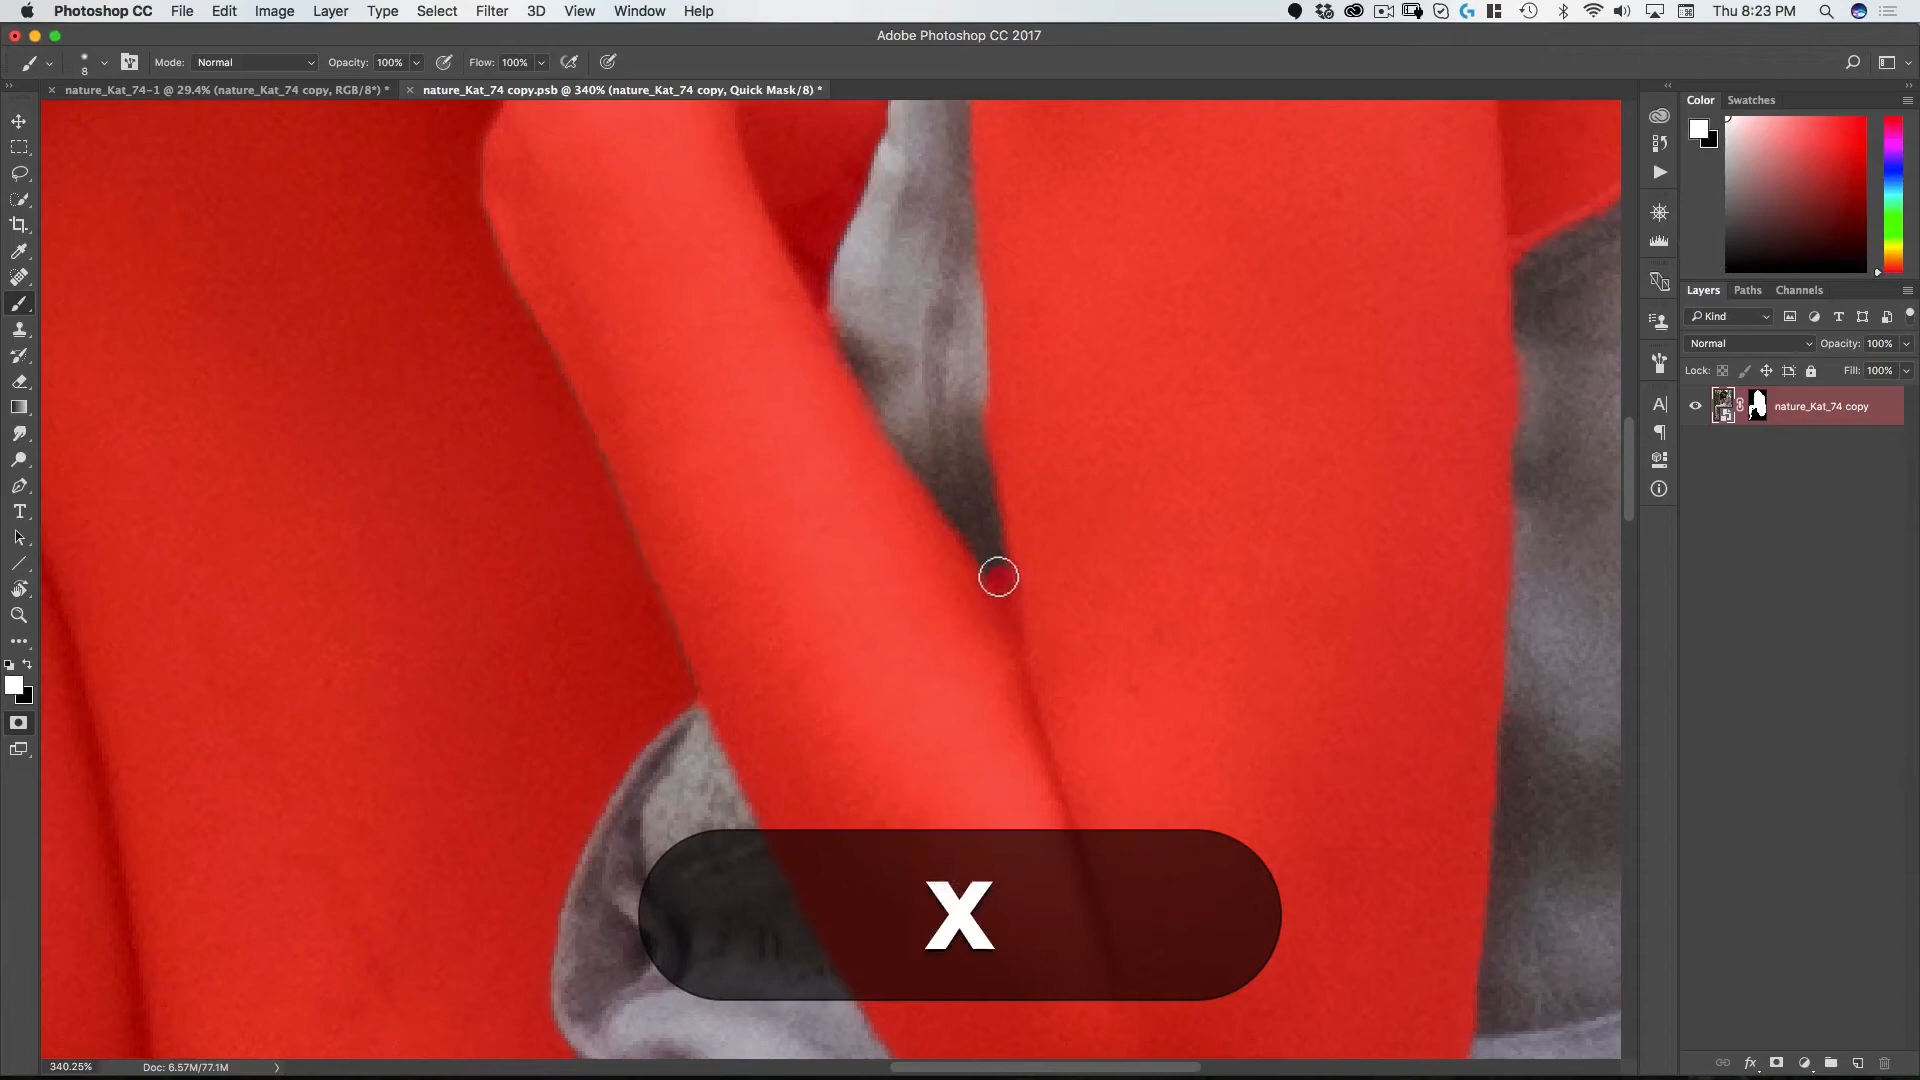 Photoshop CC File Edit Image Layer Type Select Filter 3D View Window Help Thu 8:23 PM
Adobe Photoshop CC 2017
8 Mode: Normal Opacity: 100% Flow: 100%
× nature_Kat_74-1 @ 29.4% (nature_Kat_74 copy, RGB/8*) * × nature_Kat_74 copy.psb @ 340% (nature_Kat_74 copy, Quick Mask/8) *
Color Swatches
Layers Paths Channels
Kind
Normal Opacity: 100%
Lock: Fill: 100%
nature_Kat_74 copy
X
340.25% Doc: 6.57M/77.1M